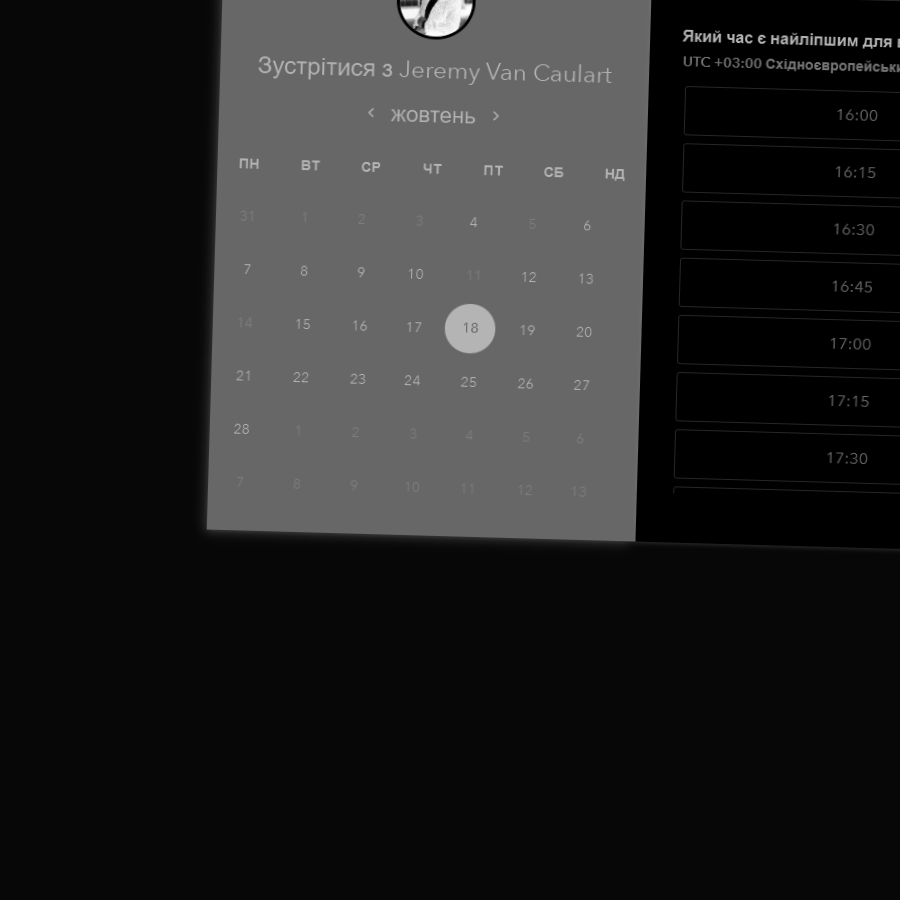 Зустрітися з Jeremy Van Caulart
жовтень
ПН ВТ СР ЧТ ПТ СБ НД
31 1 2 3 4 5 6
7 8 9 10 11 12 13
14 15 16 17 18 19 20
21 22 23 24 25 26 27
28 1 2 3 4 5 6
7 8 9 10 11 12 13
Який час є найліпшим для
UTC +03:00
16:00
16:15
16:30
16:45
17:00
17:15
17:30